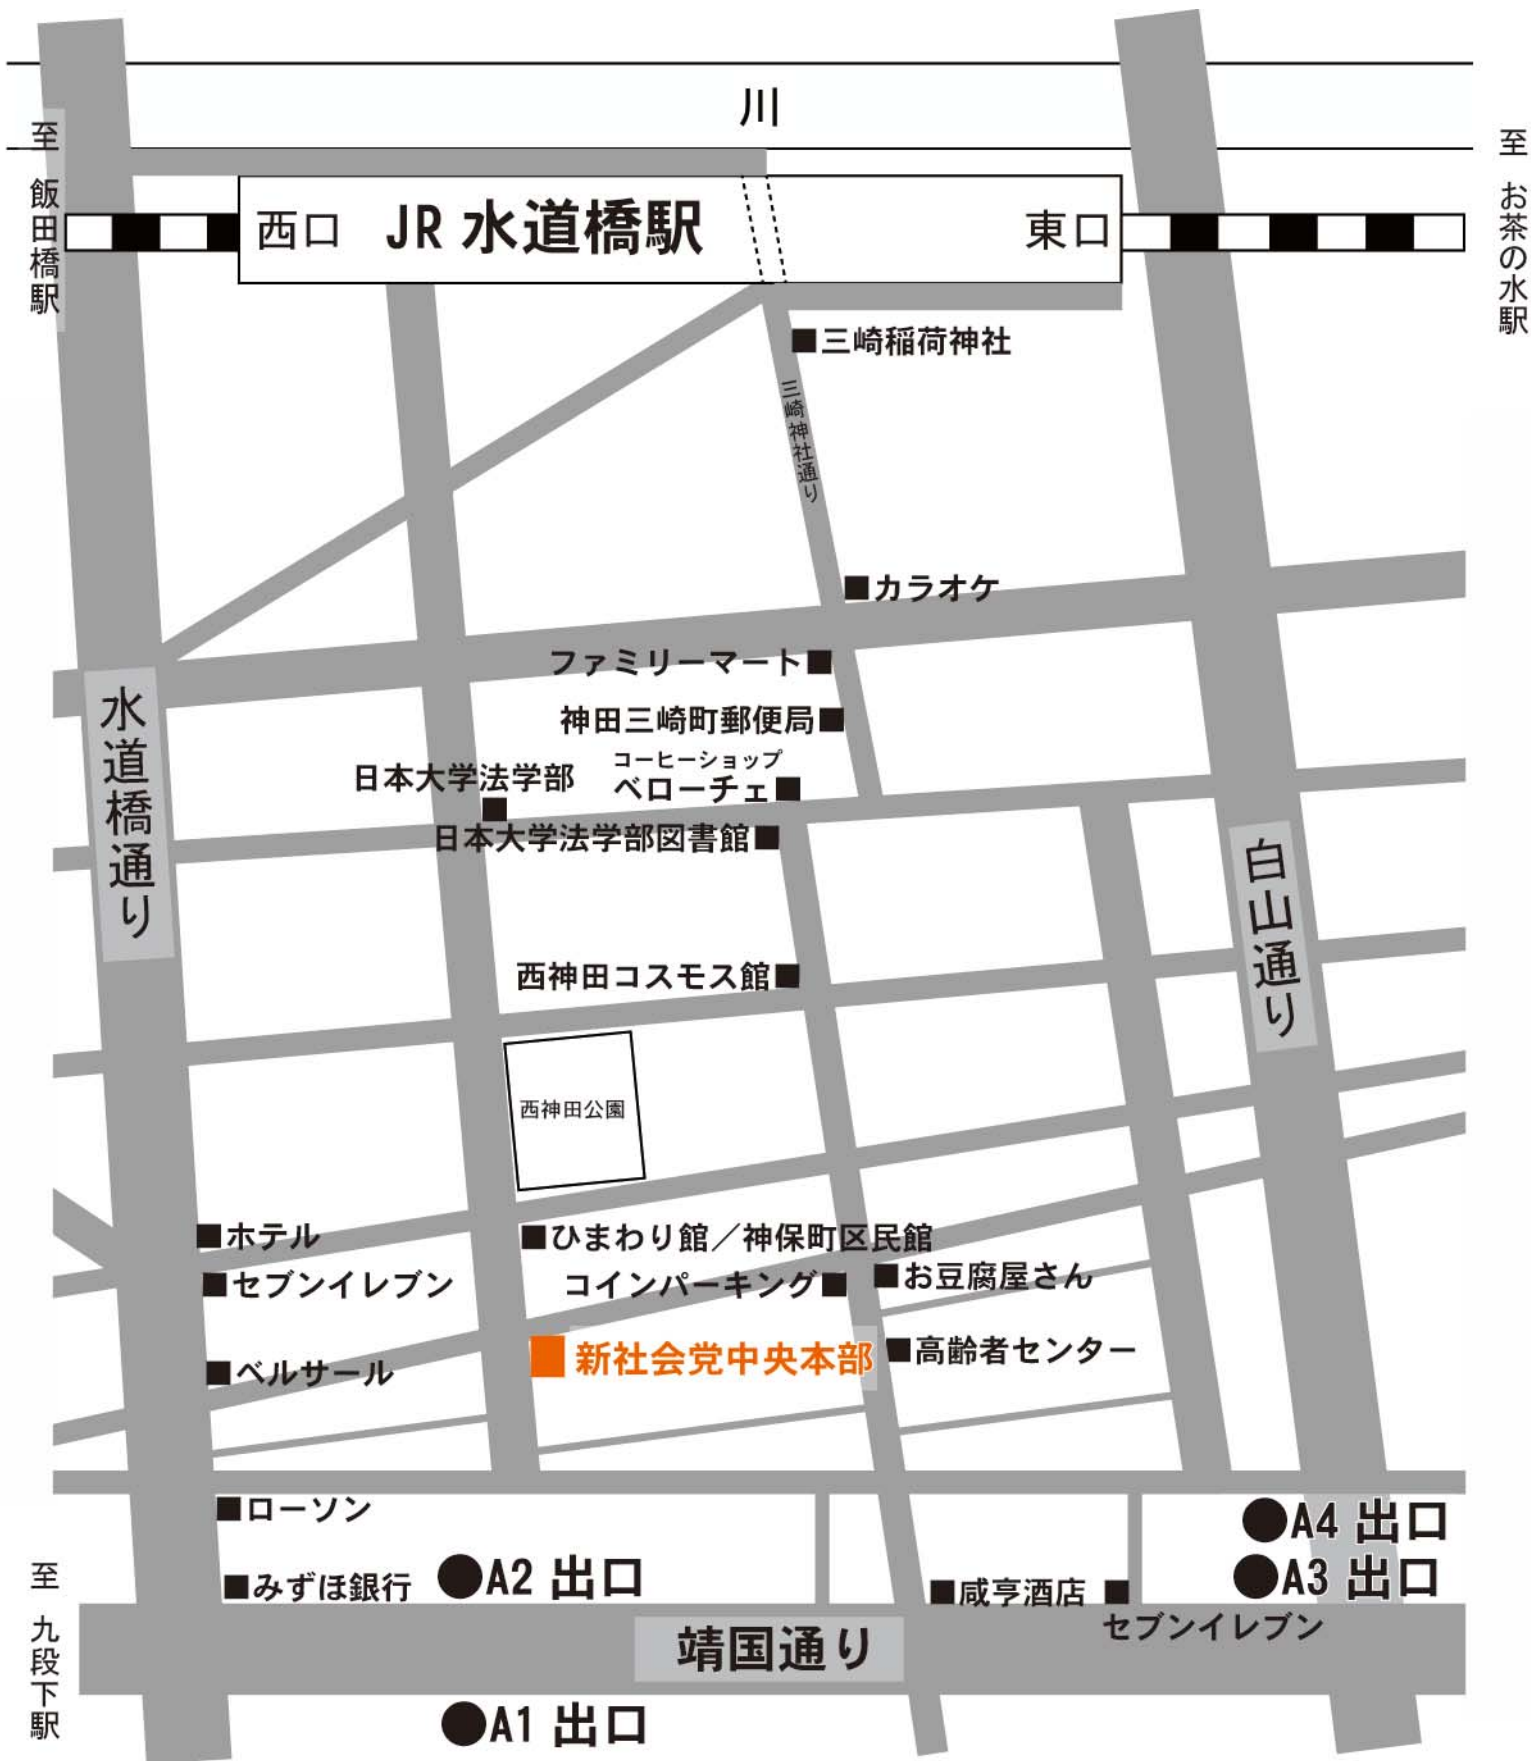 川
至 飯田橋駅
西口
JR 水道橋駅
東口
至 お茶の水駅
■三崎稲荷神社
三崎神社通り
■カラオケ
ファミリーマート■
神田三崎町郵便局■
コーヒーショップ
ベローチェ■
日本大学法学部
■
日本大学法学部図書館■
水道橋通り
白山通り
西神田コスモス館■
西神田公園
■ホテル
■ひまわり館／神保町区民館
■セブンイレブン
コインパーキング■
■お豆腐屋さん
■ベルサール
■新社会党中央本部
■高齢者センター
■ローソン
●A4 出口
■みずほ銀行
●A2 出口
●A3 出口
■咸亨酒店
■
セブンイレブン
靖国通り
至 九段下駅
●A1 出口